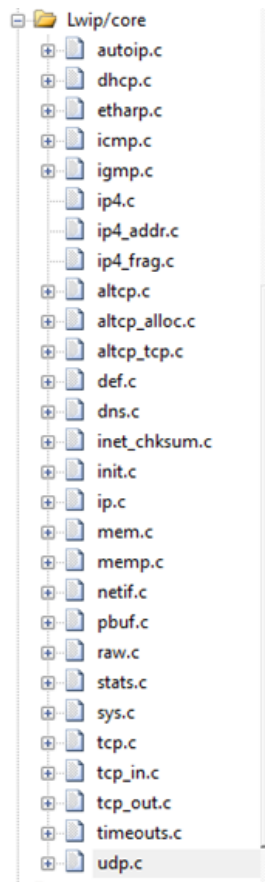 Lwip/core
autoip.c
dhcp.c
etharp.c
icmp.c
igmp.c
ip4.c
ip4_addr.c
ip4_frag.c
altcp.c
altcp_alloc.c
altcp_tcp.c
def.c
dns.c
inet_chksum.c
init.c
ip.c
mem.c
memp.c
netif.c
pbuf.c
raw.c
stats.c
sys.c
tcp.c
tcp_in.c
tcp_out.c
timeouts.c
udp.c